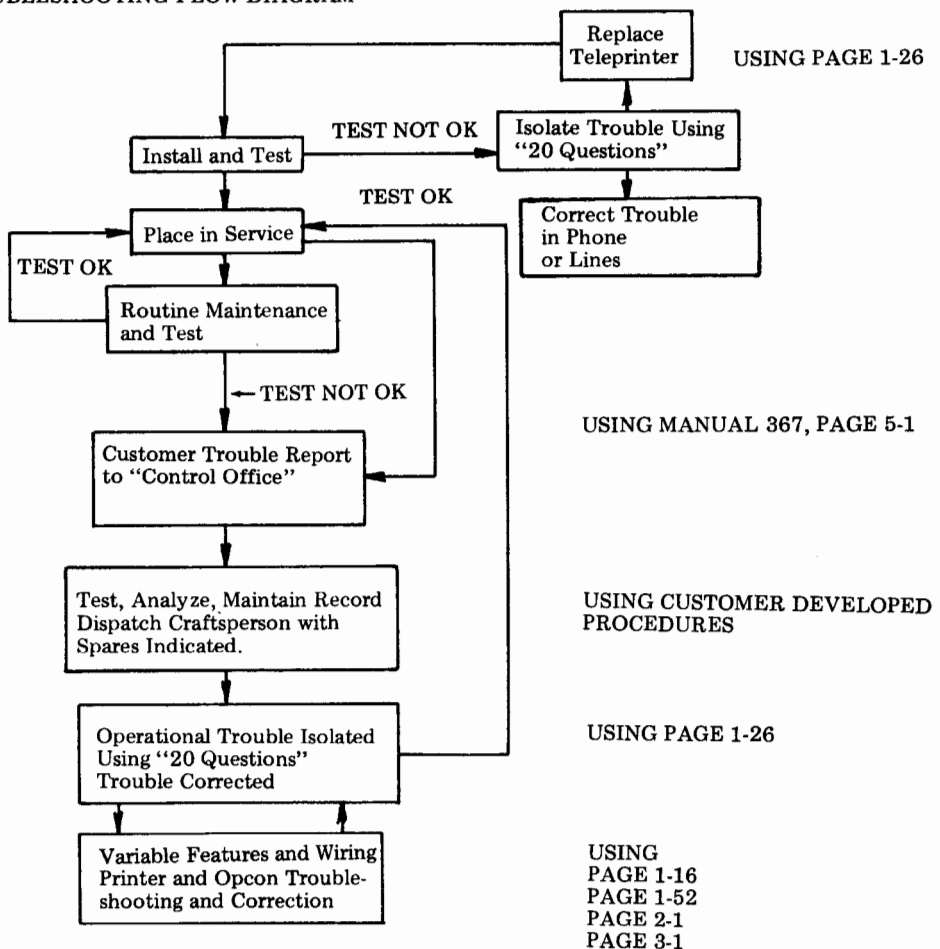 Replace
Teleprinter
USING PAGE 1-26
TEST NOT OK
Isolate Trouble Using
"20 Questions"
Install and Test
TEST OK
Correct Trouble
in Phone
or Lines
Place in Service
TEST OK
Routine Maintenance
and Test
TEST NOT OK
USING MANUAL 367, PAGE 5-1
Customer Trouble Report
to "Control Office"
Test, Analyze, Maintain Record
Dispatch Craftsperson with
Spares Indicated.
USING CUSTOMER DEVELOPED
PROCEDURES
Operational Trouble Isolated
Using "20 Questions"
Trouble Corrected
USING PAGE 1-26
Variable Features and Wiring
Printer and Opcon Trouble-
shooting and Correction
USING
PAGE 1-16
PAGE 1-52
PAGE 2-1
PAGE 3-1